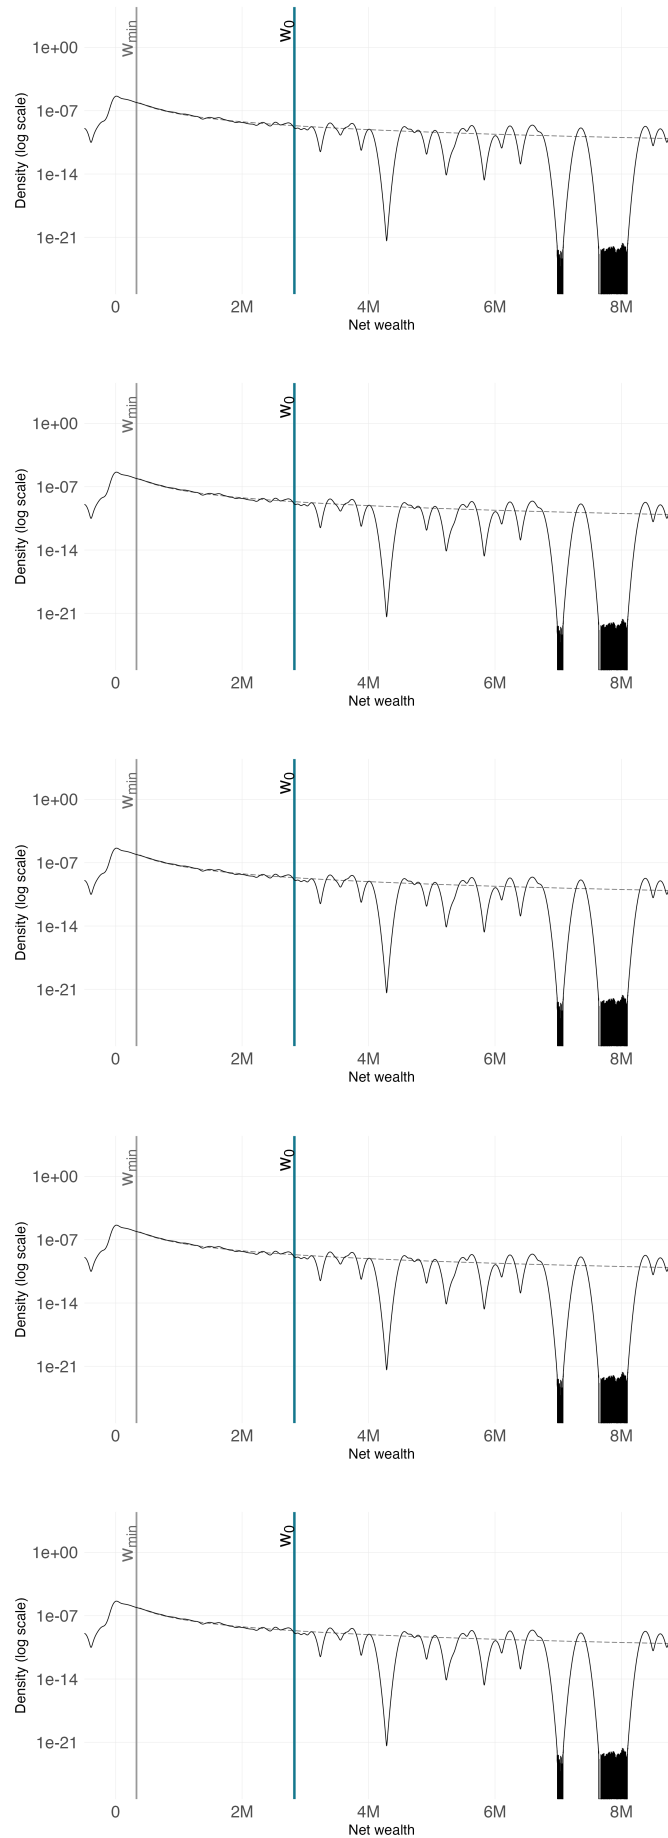 w_min
w_0
1e+00
1e-07
1e-14
1e-21
Density (log scale)
0 2M 4M 6M 8M
Net wealth
w_min
w_0
1e+00
1e-07
1e-14
1e-21
Density (log scale)
0 2M 4M 6M 8M
Net wealth
w_min
w_0
1e+00
1e-07
1e-14
1e-21
Density (log scale)
0 2M 4M 6M 8M
Net wealth
w_min
w_0
1e+00
1e-07
1e-14
1e-21
Density (log scale)
0 2M 4M 6M 8M
Net wealth
w_min
w_0
1e+00
1e-07
1e-14
1e-21
Density (log scale)
0 2M 4M 6M 8M
Net wealth